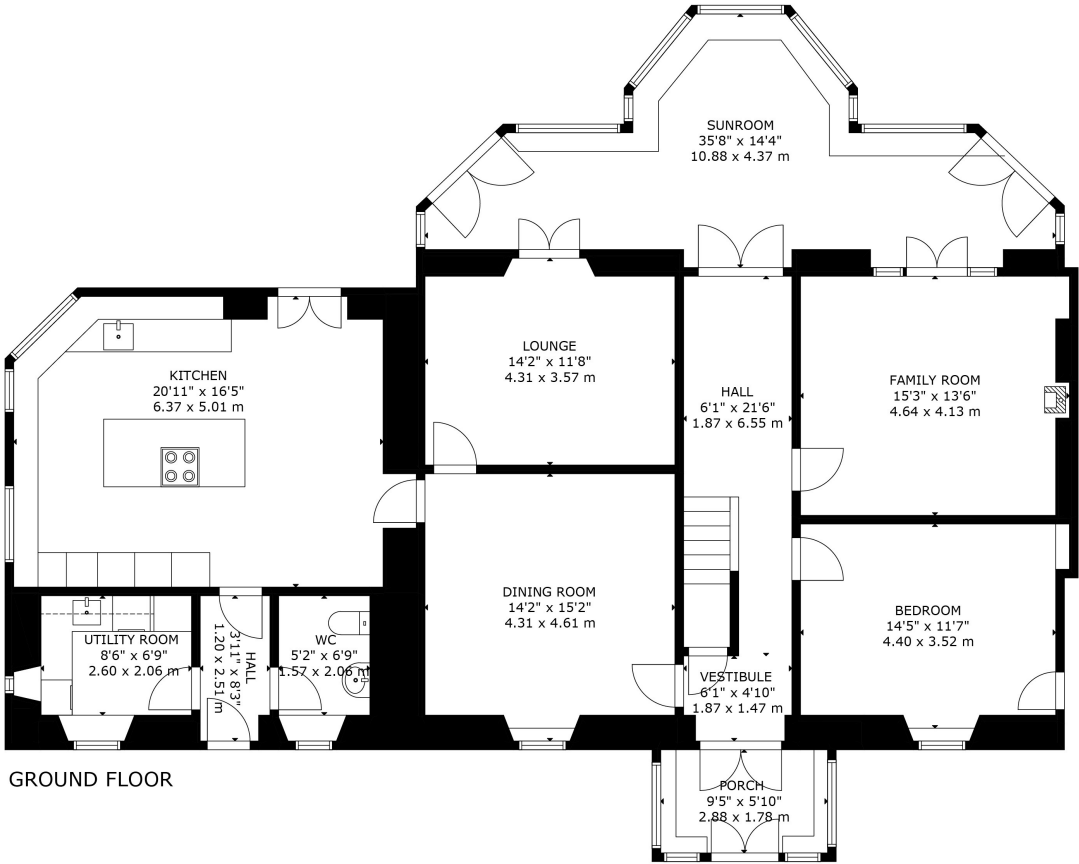 SUNROOM
35'8" x 14'4"
10.88 x 4.37 m
KITCHEN
20'11" x 16'5"
6.37 x 5.01 m
LOUNGE
14'2" x 11'8"
4.31 x 3.57 m
HALL
6'1" x 21'6"
1.87 x 6.55 m
FAMILY ROOM
15'3" x 13'6"
4.64 x 4.13 m
DINING ROOM
14'2" x 15'2"
4.31 x 4.61 m
BEDROOM
14'5" x 11'7"
4.40 x 3.52 m
UTILITY ROOM
8'6" x 6'9"
2.60 x 2.06 m
HALL
3'11" x 8'3"
1.20 x 2.51 m
WC
5'2" x 6'9"
1.57 x 2.06 m
VESTIBULE
6'1" x 4'10"
1.87 x 1.47 m
PORCH
9'5" x 5'10"
2.88 x 1.78 m
GROUND FLOOR